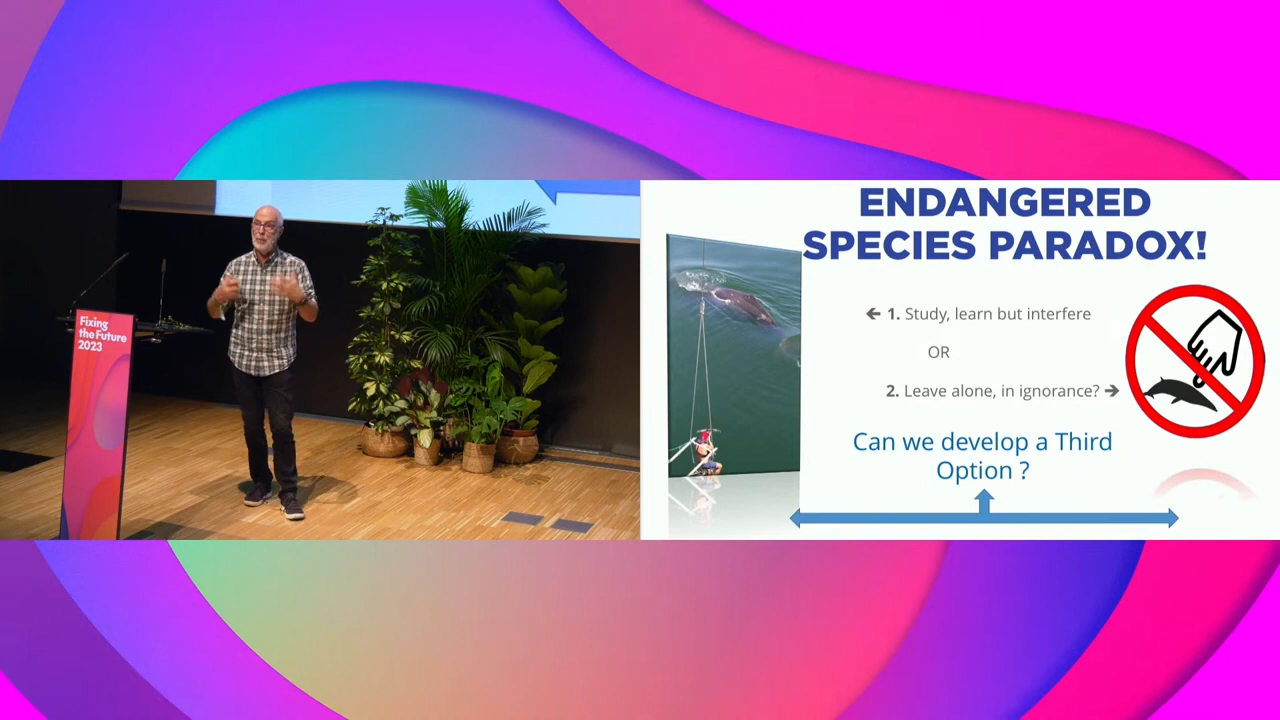 Fixing
the Future
2023
ENDANGERED
SPECIES PARADOX!
← 1. Study, learn but interfere
OR
2. Leave alone, in ignorance? →
Can we develop a Third
Option ?